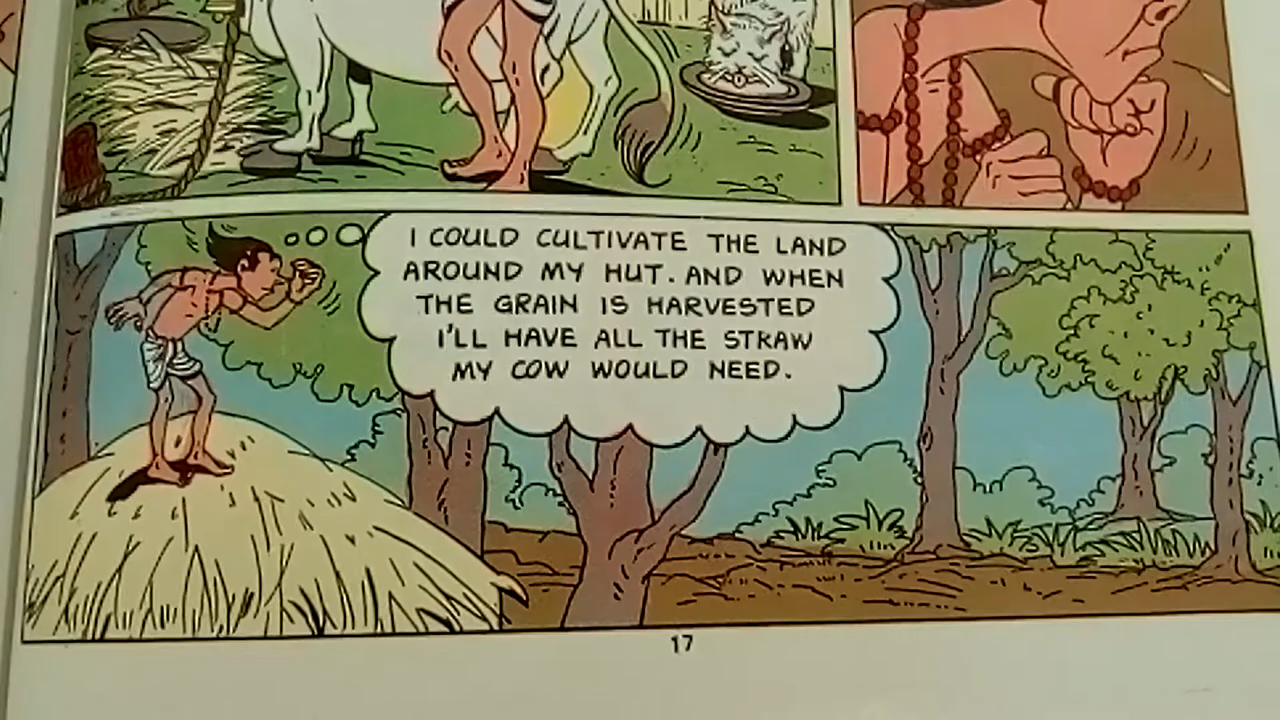 I COULD CULTIVATE THE LAND
AROUND MY HUT. AND WHEN
THE GRAIN IS HARVESTED
I'LL HAVE ALL THE STRAW
MY COW WOULD NEED.
17